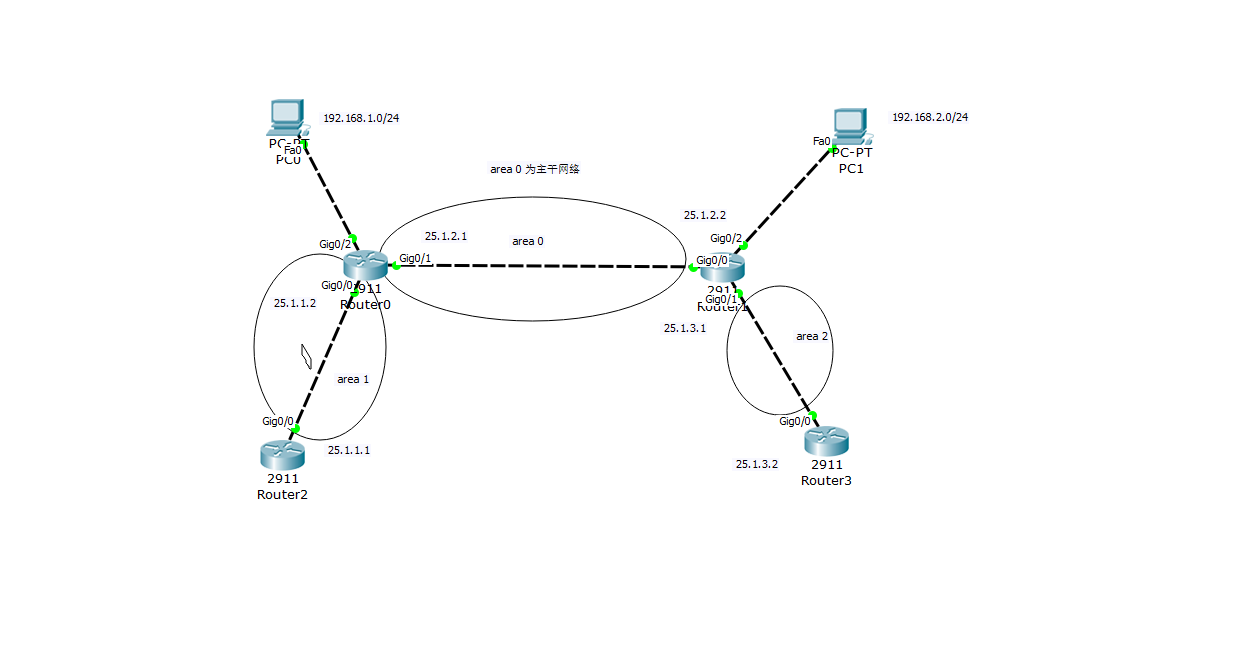 192.168.1.0/24
PC-PT
PC0
Fa0
192.168.2.0/24
Fa0
PC-PT
PC1
area 0 为主干网络
25.1.2.1
area 0
25.1.2.2
Gig0/2
Gig0/1
Gig0/2
Gig0/0
Gig0/0
2911
Router0
2911
Gig0/1
Router1
25.1.1.2
25.1.3.1
area 1
area 2
Gig0/0
25.1.1.1
2911
Router2
Gig0/0
25.1.3.2
2911
Router3